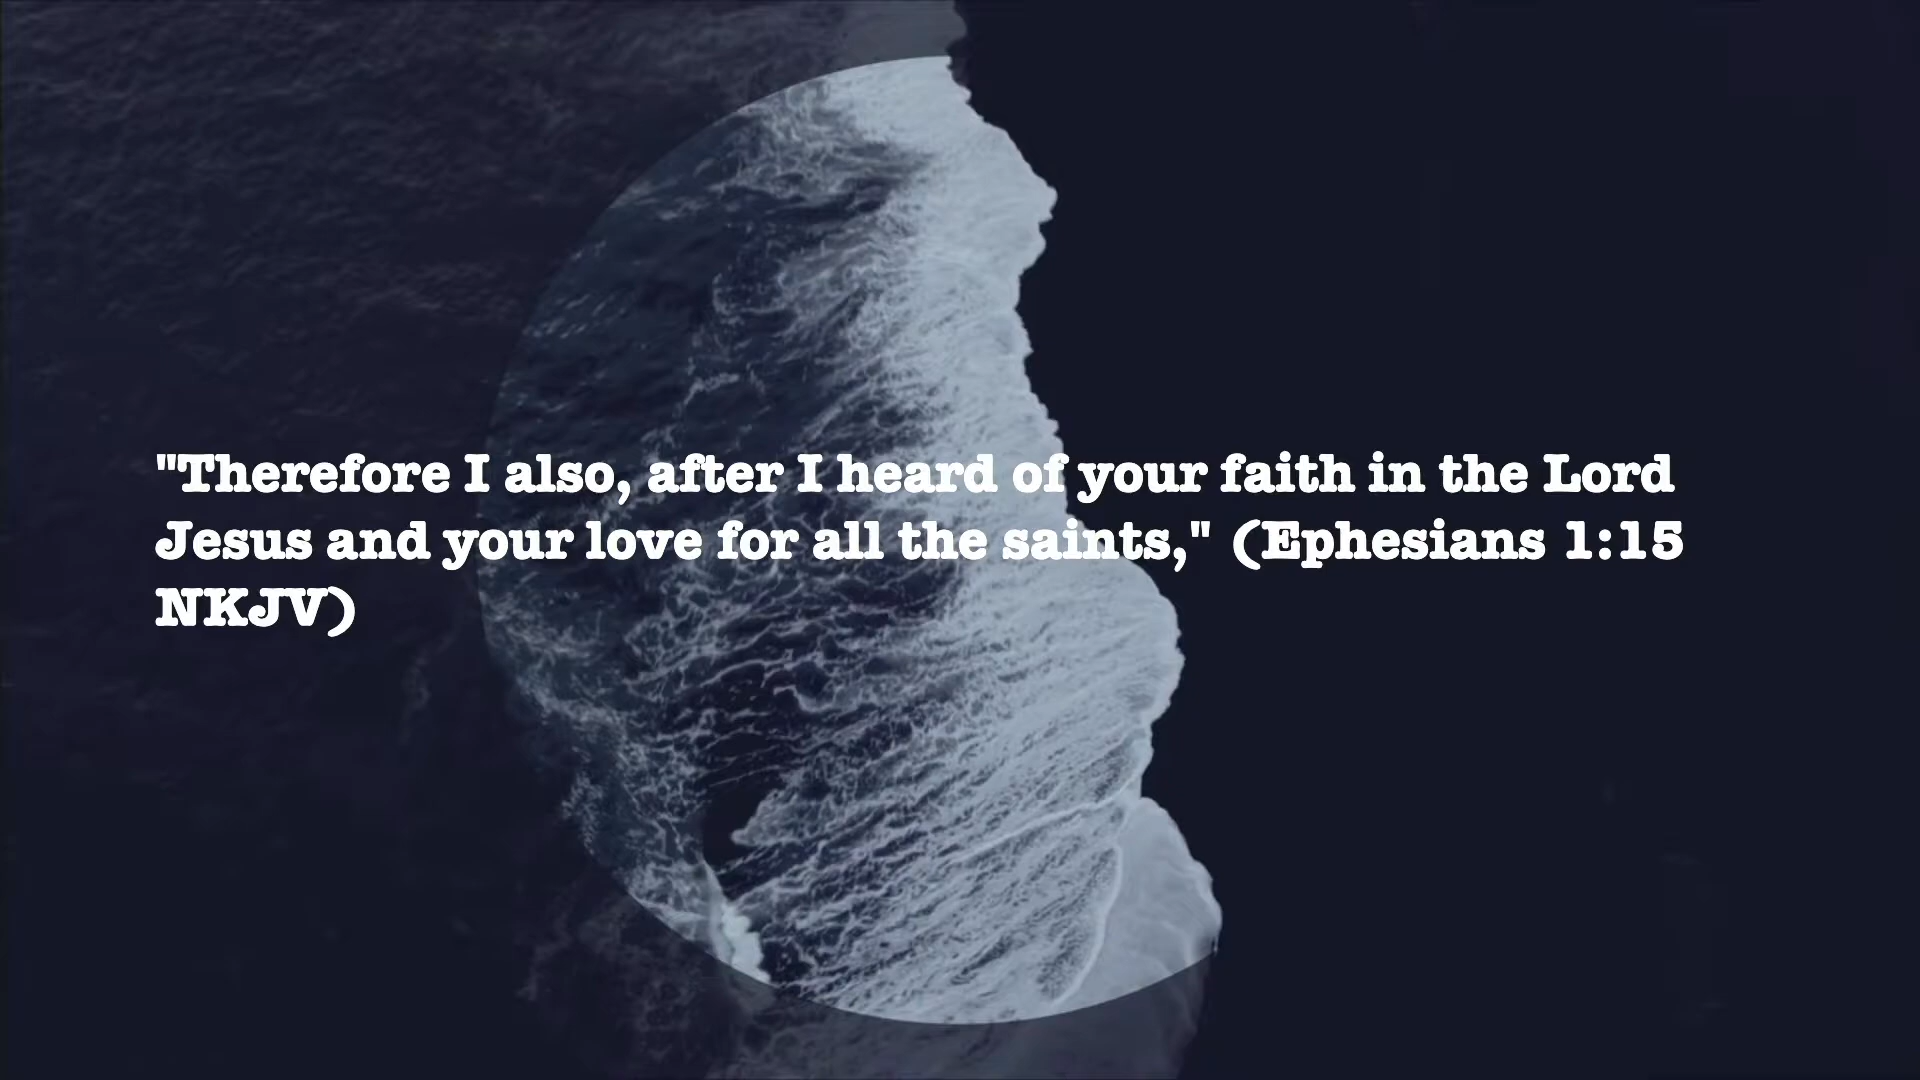 "Therefore I also, after I heard of your faith in the Lord
Jesus and your love for all the saints," (Ephesians 1:15
NKJV)